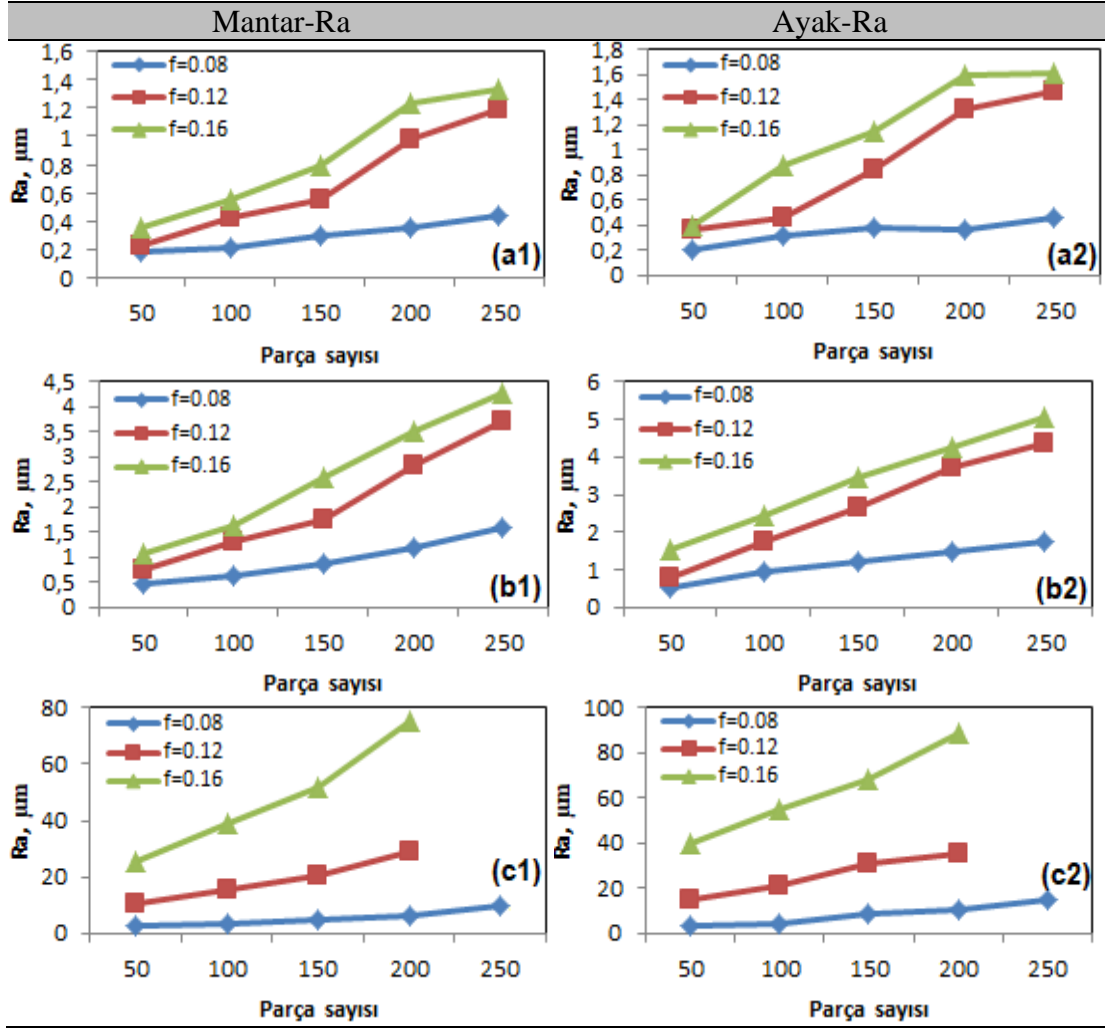 Mantar-Ra
Ayak-Ra
1,6
1,4
1,2
1
0,8
0,6
0,4
0,2
0
Ra, μm
f=0.08
f=0.12
f=0.16
(a1)
50 100 150 200 250
Parça sayısı
1,8
1,6
1,4
1,2
1
0,8
0,6
0,4
0,2
0
Ra, μm
f=0.08
f=0.12
f=0.16
(a2)
50 100 150 200 250
Parça sayısı
4,5
4
3,5
3
2,5
2
1,5
1
0,5
0
Ra, μm
f=0.08
f=0.12
f=0.16
(b1)
50 100 150 200 250
Parça sayısı
6
5
4
3
2
1
0
Ra, μm
f=0.08
f=0.12
f=0.16
(b2)
50 100 150 200 250
Parça sayısı
80
60
40
20
0
Ra, μm
f=0.08
f=0.12
f=0.16
(c1)
50 100 150 200 250
Parça sayısı
100
80
60
40
20
0
Ra, μm
f=0.08
f=0.12
f=0.16
(c2)
50 100 150 200 250
Parça sayısı